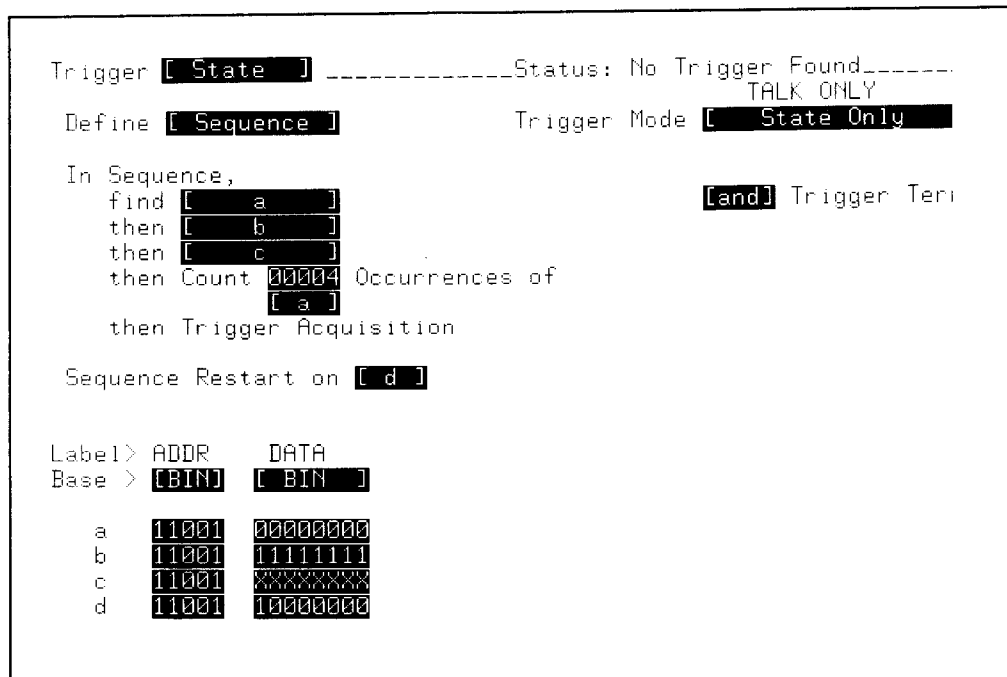 Trigger [ State ] _____________Status: No Trigger Found______
TALK ONLY
Define [ Sequence ] Trigger Mode [ State Only
In Sequence,
find [ a ] [and] Trigger
then [ b ]
then [ c ]
then Count 00004 Occurrences of
[ a ]
then Trigger Acquisition
Sequence Restart on [ d ]
Label> ADDR DATA
Base > [BIN] [ BIN ]
a 11001 00000000
b 11001 11111111
c 11001 XXXXXXXX
d 11001 10000000